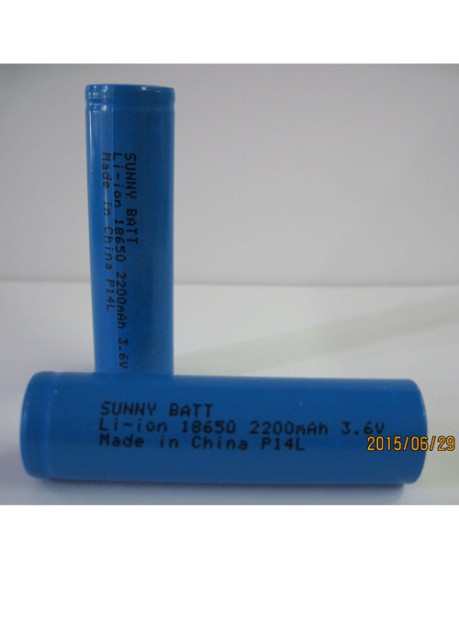 SUNNY BATT
Li-ion 18650 2200mAh 3.6V
Made in China P14L
SUNNY BATT
Li-ion 18650 2200mAh 3.6V
Made in China P14L
2015/06/29